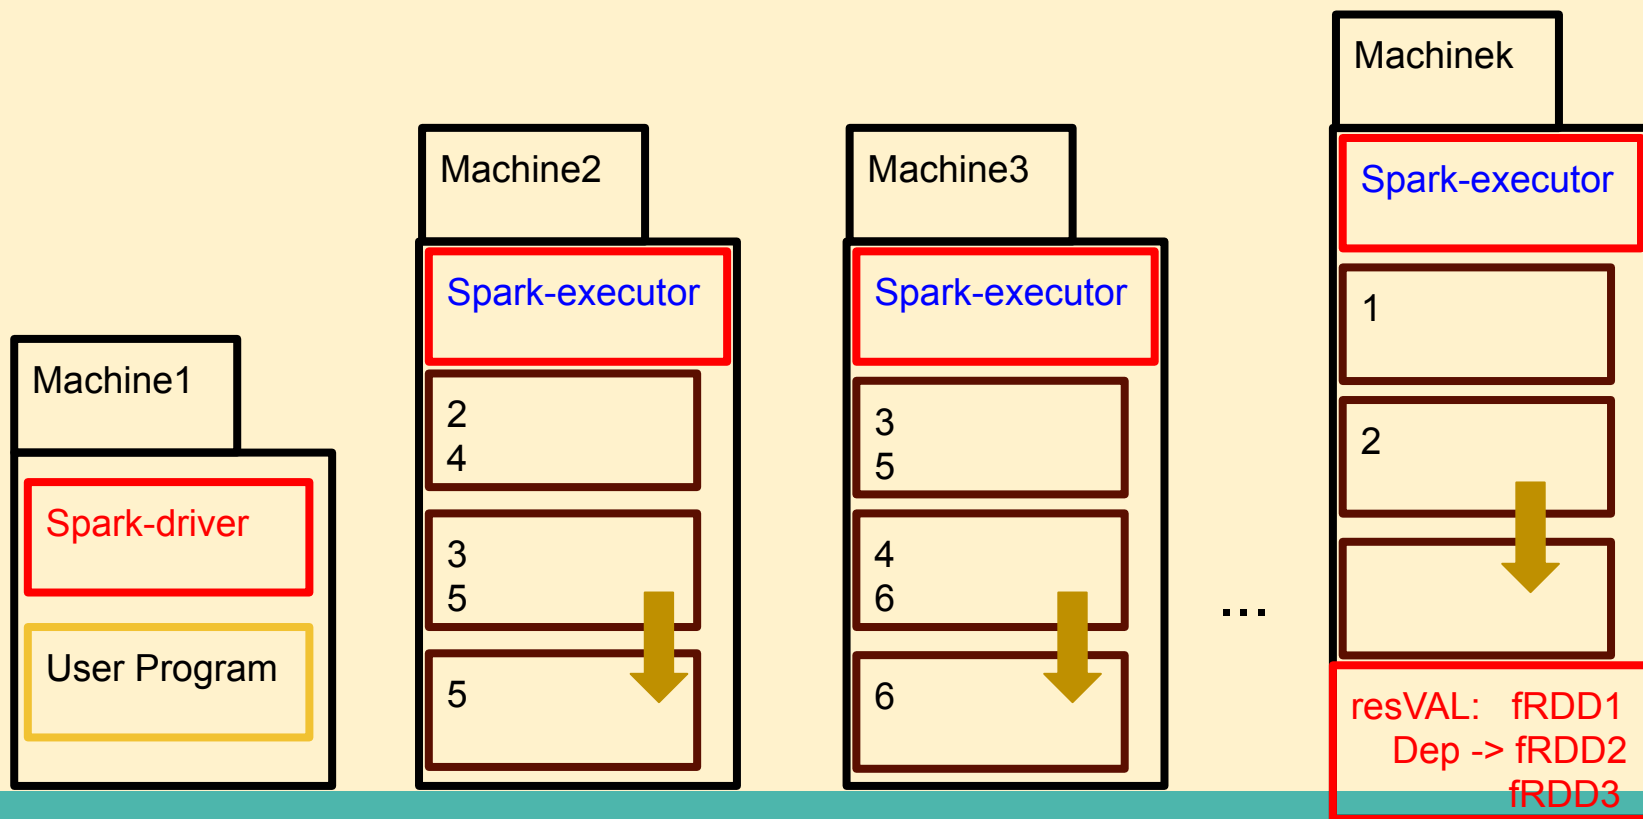 Machine1
Spark-driver
User Program
Machine2
Spark-executor
2
4
3
5
5
Machine3
Spark-executor
3
5
4
6
6
...
Machinek
Spark-executor
1
2
resVAL: fRDD1
Dep -> fRDD2
fRDD3